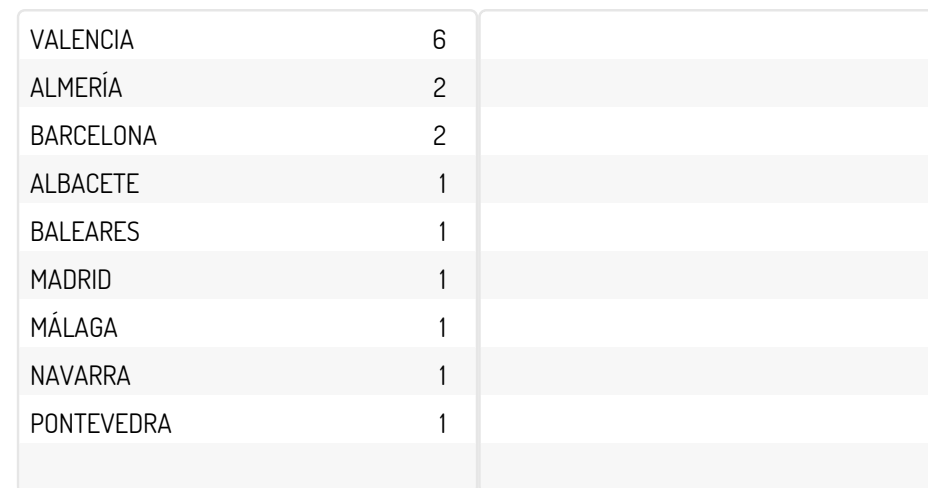 VALENCIA 6
ALMERÍA 2
BARCELONA 2
ALBACETE 1
BALEARES 1
MADRID 1
MÁLAGA 1
NAVARRA 1
PONTEVEDRA 1